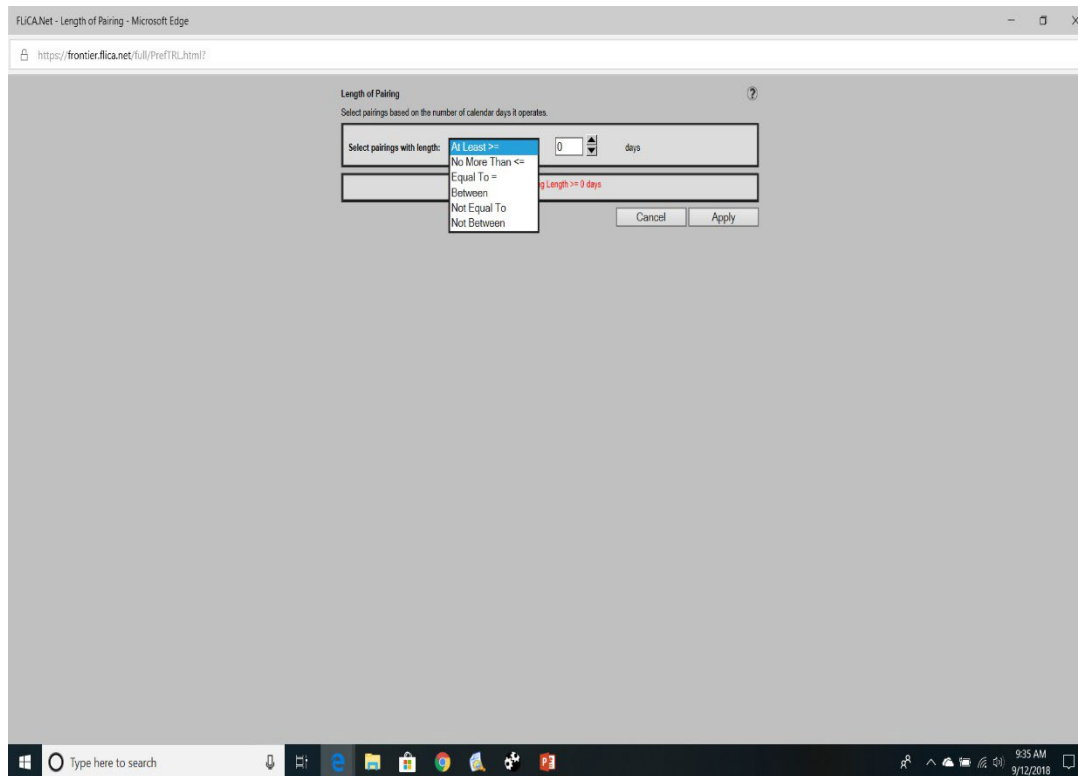 FLiCA.Net - Length of Pairing - Microsoft Edge
https://frontier.flica.net/full/PrefTRL.html?
Length of Pairing
Select pairings based on the number of calendar days it operates.
Select pairings with length: At Least >= 0 days
No More Than <=
Equal To =
Between
Not Equal To
Not Between
Length >= 0 days
Cancel Apply
Type here to search
9:35 AM
9/12/2018